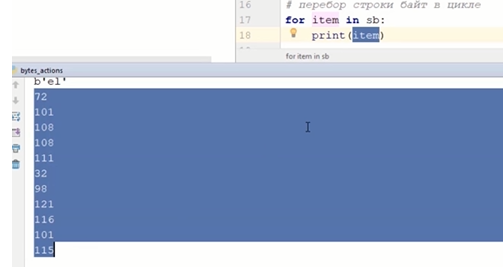 16
# перебор строки байт в цикле
17
for item in sb:
18
print(item)
for item in sb
bytes_actions
b'el'
72
101
108
108
111
32
98
121
116
101
115